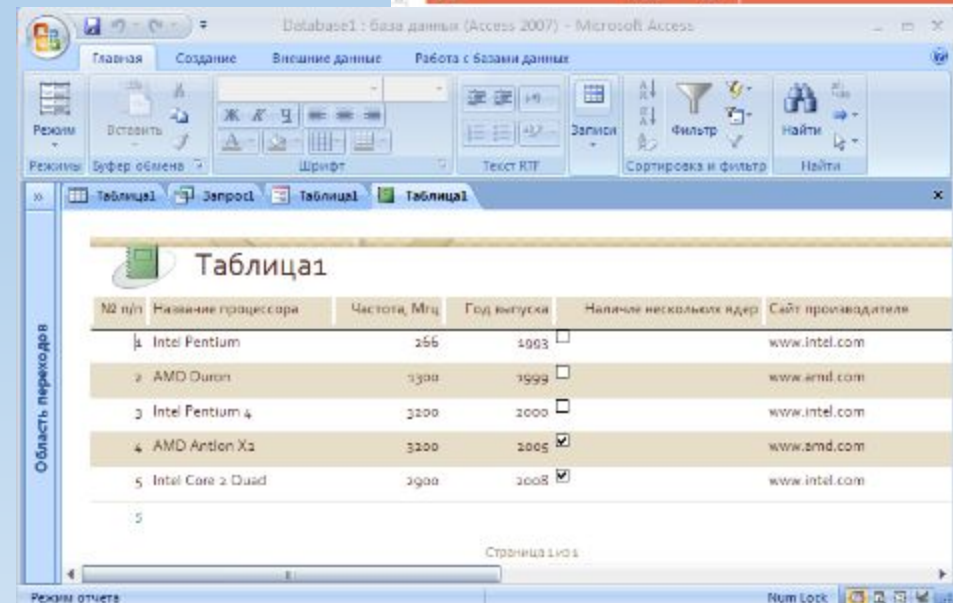 Database1 : база данных (Access 2007) - Microsoft Access
Главная Создание Внешние данные Работа с базами данных
Режим Вставить Ж К Ч Записи Фильтр Найти
Режимы Буфер обмена Шрифт Текст RTF Сортировка и фильтр Найти
Таблица1 Запрос1 Таблица1 Таблица1
Область переходов
Таблица1
№ п/п Название процессора Частота, Мгц Год выпуска Наличие нескольких ядер Сайт производителя
1 Intel Pentium 266 1993 www.intel.com
2 AMD Duron 1300 1999 www.amd.com
3 Intel Pentium 4 3200 2000 www.intel.com
4 AMD Antlon X2 3200 2005 www.amd.com
5 Intel Core 2 Quad 2900 2008 www.intel.com
5
Страница 1 из 1
Режим отчета Num Lock